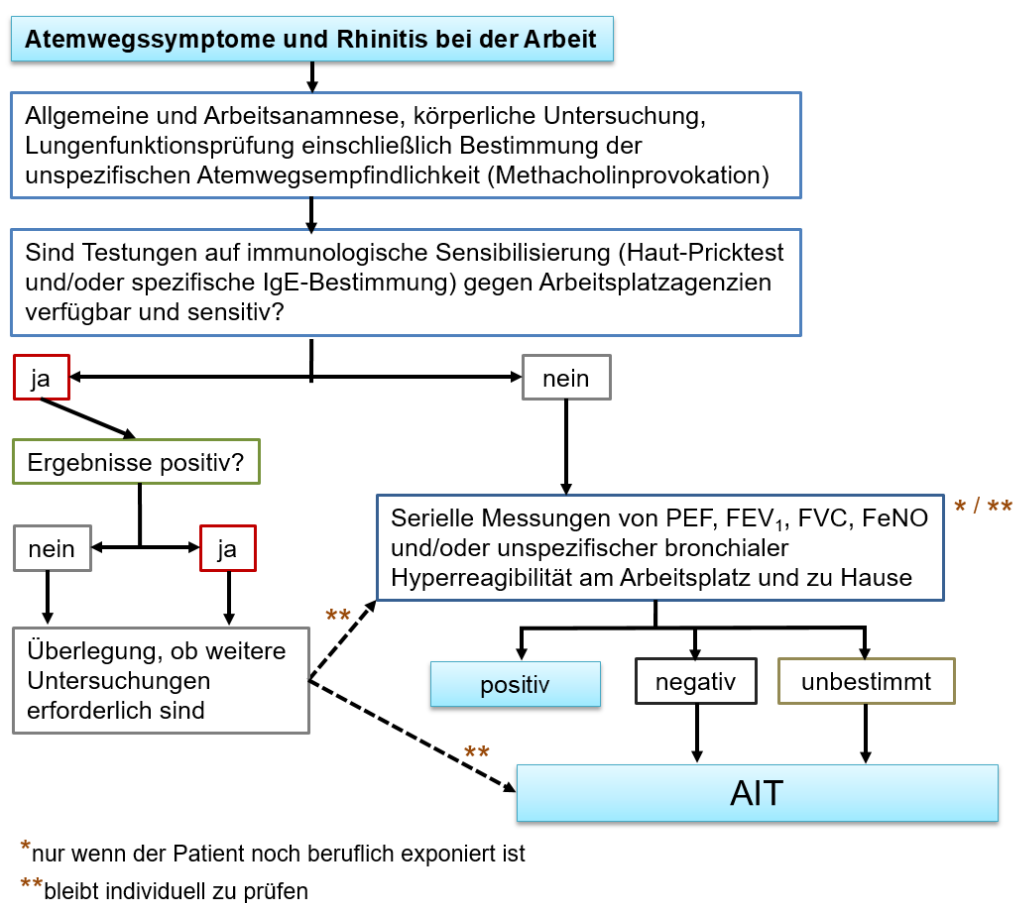 Atemwegssymptome und Rhinitis bei der Arbeit
Allgemeine und Arbeitsanamnese, körperliche Untersuchung,
Lungenfunktionsprüfung einschließlich Bestimmung der
unspezifischen Atemwegsempfindlichkeit (Methacholinprovokation)
Sind Testungen auf immunologische Sensibilisierung (Haut-Pricktest
und/oder spezifische IgE-Bestimmung) gegen Arbeitsplatzagenzien
verfügbar und sensitiv?
ja
nein
Ergebnisse positiv?
nein
ja
Serielle Messungen von PEF, FEV₁, FVC, FeNO
und/oder unspezifischer bronchialer
Hyperreagibilität am Arbeitsplatz und zu Hause
* / **
**
Überlegung, ob weitere
Untersuchungen
erforderlich sind
positiv
negativ
unbestimmt
**
AIT
*nur wenn der Patient noch beruflich exponiert ist
**bleibt individuell zu prüfen